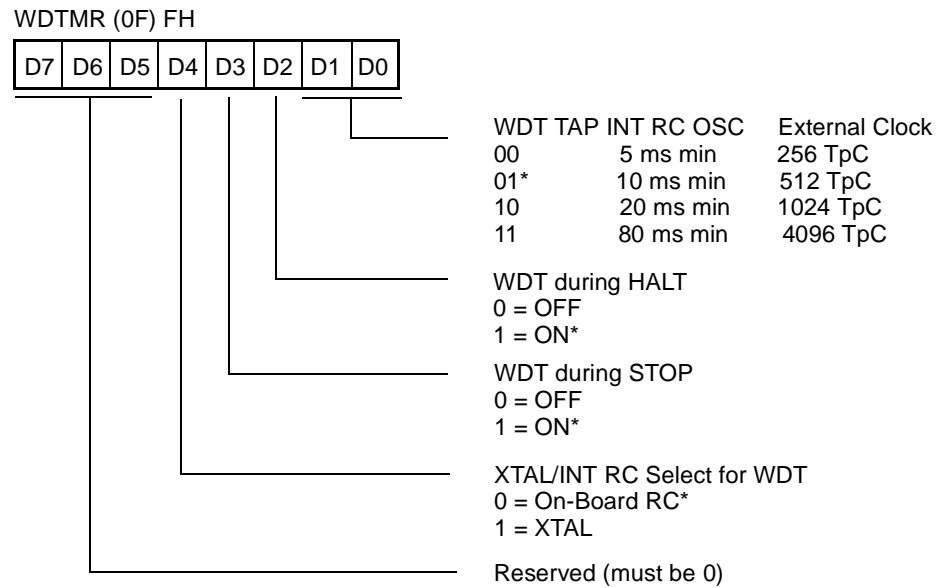 WDTMR (0F) FH
D7 D6 D5 D4 D3 D2 D1 D0
WDT TAP INT RC OSC External Clock
00 5 ms min 256 TpC
01* 10 ms min 512 TpC
10 20 ms min 1024 TpC
11 80 ms min 4096 TpC
WDT during HALT
0 = OFF
1 = ON*
WDT during STOP
0 = OFF
1 = ON*
XTAL/INT RC Select for WDT
0 = On-Board RC*
1 = XTAL
Reserved (must be 0)